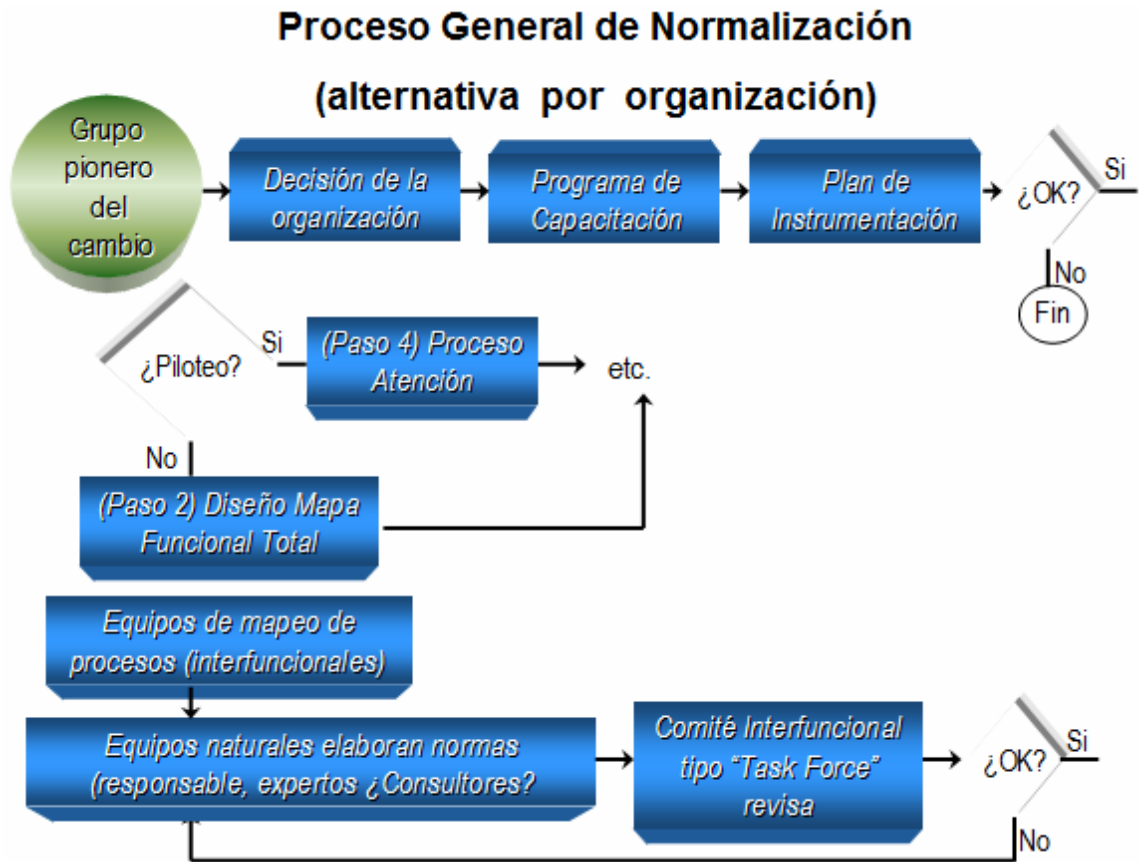 Proceso General de Normalización
(alternativa por organización)
Grupo
pionero
del
cambio
Decisión de la
organización
Programa de
Capacitación
Plan de
Instrumentación
¿OK?
Si
No
Fin
¿Piloteo?
Si
(Paso 4) Proceso
Atención
etc.
No
(Paso 2) Diseño Mapa
Funcional Total
Equipos de mapeo de
procesos (interfuncionales)
Equipos naturales elaboran normas
(responsable, expertos ¿Consultores?
Comité Interfuncional
tipo “Task Force”
revisa
¿OK?
Si
No